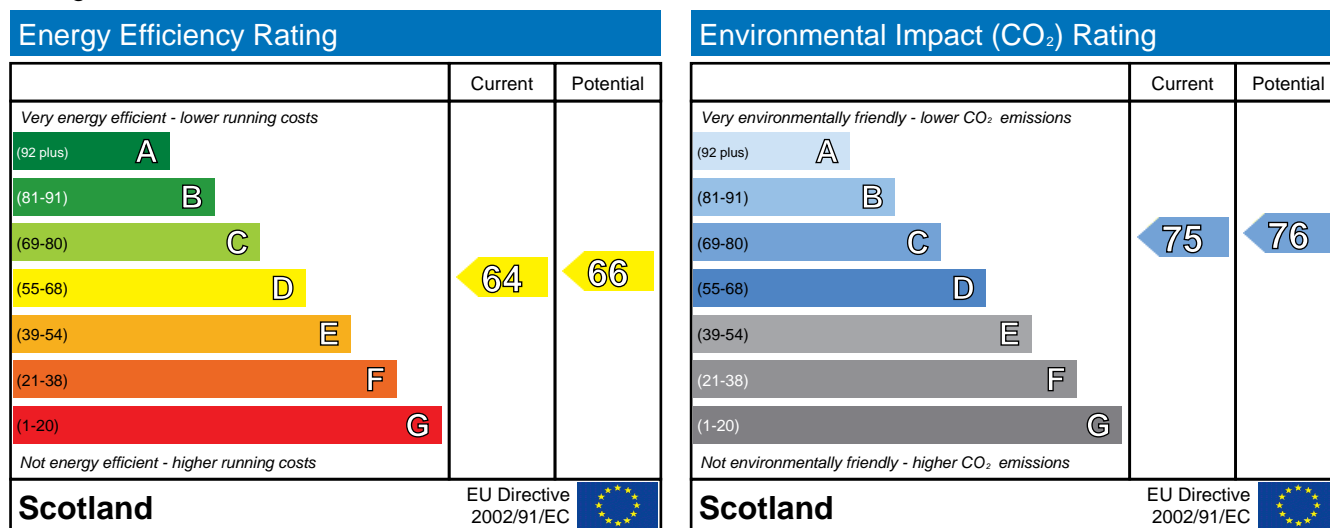 Energy Efficiency Rating
Current Potential
Very energy efficient - lower running costs
(92 plus) A
(81-91) B
(69-80) C
(55-68) D
(39-54) E
(21-38) F
(1-20) G
64 66
Not energy efficient - higher running costs
Scotland
EU Directive
2002/91/EC
Environmental Impact (CO₂) Rating
Current Potential
Very environmentally friendly - lower CO₂ emissions
(92 plus) A
(81-91) B
(69-80) C
(55-68) D
(39-54) E
(21-38) F
(1-20) G
75 76
Not environmentally friendly - higher CO₂ emissions
Scotland
EU Directive
2002/91/EC